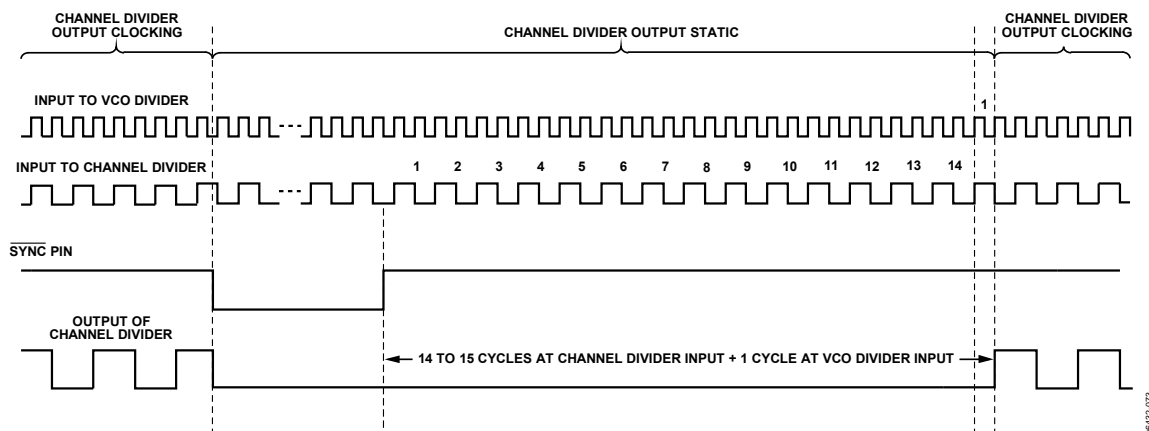 CHANNEL DIVIDER
OUTPUT CLOCKING
CHANNEL DIVIDER OUTPUT STATIC
CHANNEL DIVIDER
OUTPUT CLOCKING
INPUT TO VCO DIVIDER
1
INPUT TO CHANNEL DIVIDER
1 2 3 4 5 6 7 8 9 10 11 12 13 14
SYNC PIN
OUTPUT OF
CHANNEL DIVIDER
14 TO 15 CYCLES AT CHANNEL DIVIDER INPUT + 1 CYCLE AT VCO DIVIDER INPUT